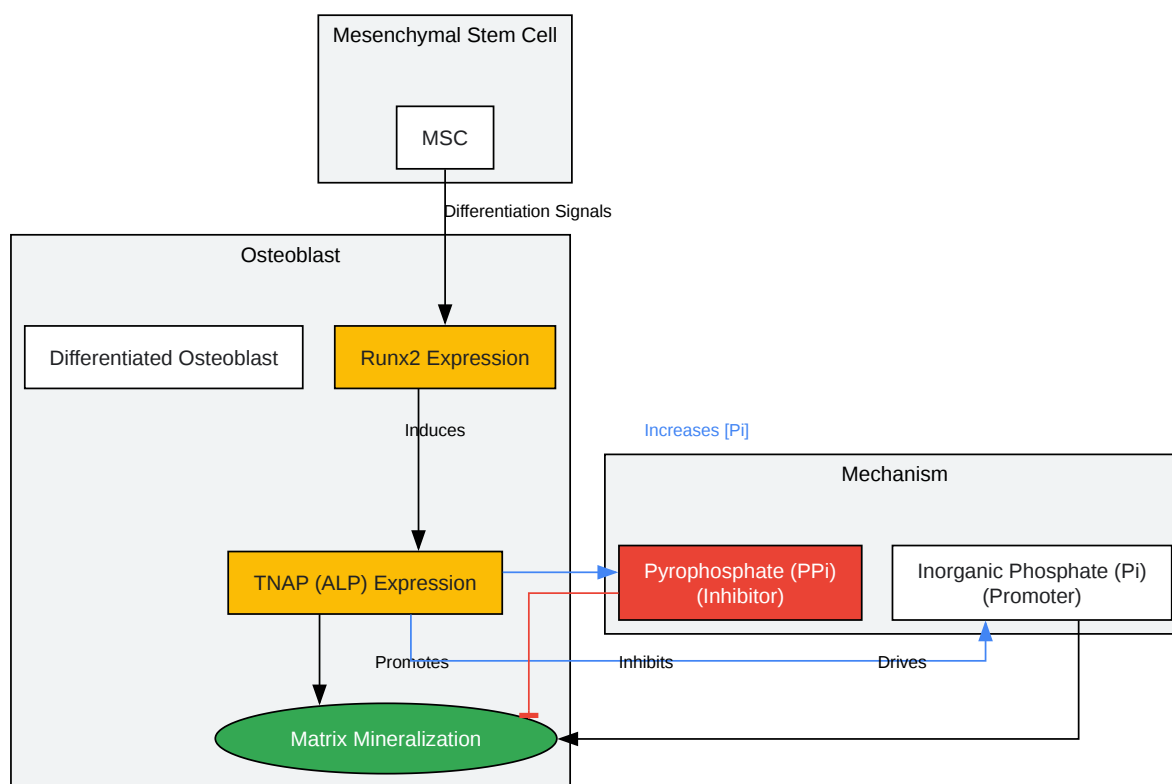 Mesenchymal Stem Cell
MSC
Differentiation Signals
Osteoblast
Differentiated Osteoblast
Runx2 Expression
Induces
Increases [Pi]
Mechanism
TNAP (ALP) Expression
Pyrophosphate (PPi)
(Inhibitor)
Inorganic Phosphate (Pi)
(Promoter)
Promotes
Inhibits
Drives
Matrix Mineralization